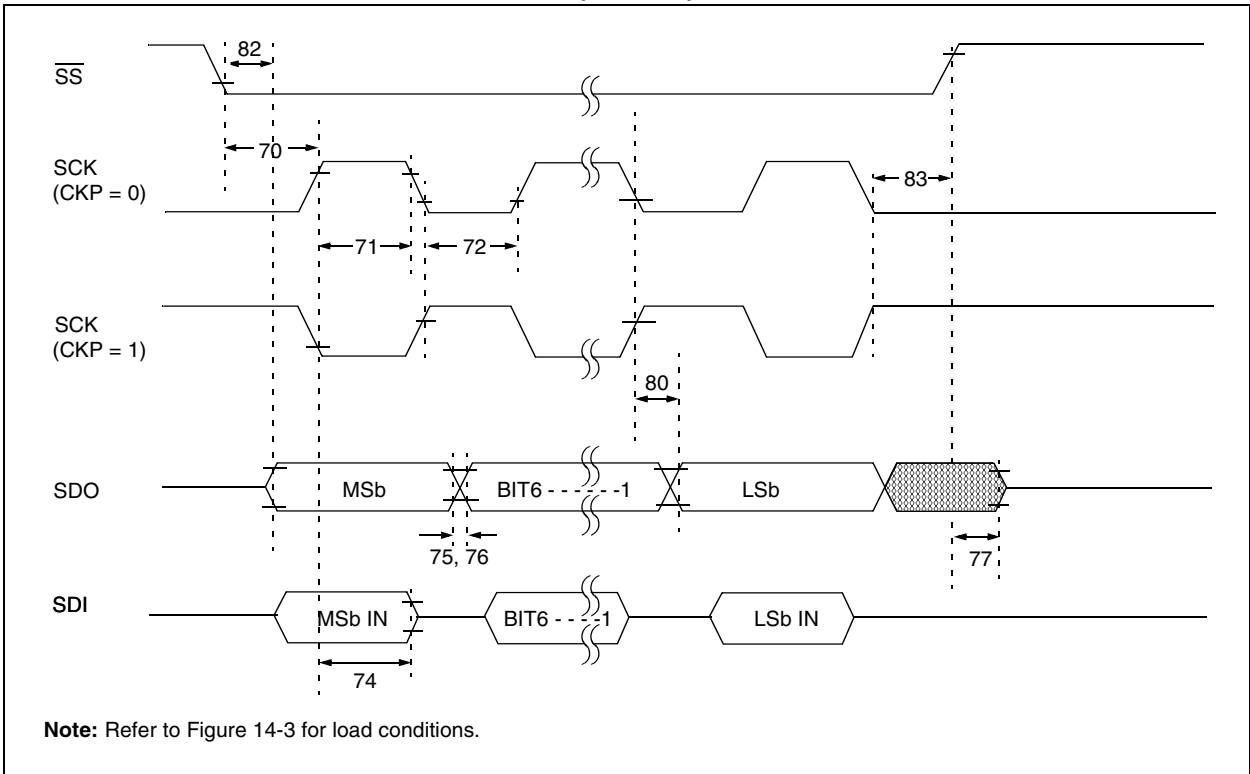 82
SS
70
SCK
(CKP = 0)
83
71
72
SCK
(CKP = 1)
80
SDO
MSb
BIT6 - - - - - -1
LSb
75, 76
77
SDI
MSb IN
BIT6 - - - -1
LSb IN
74
Note: Refer to Figure 14-3 for load conditions.